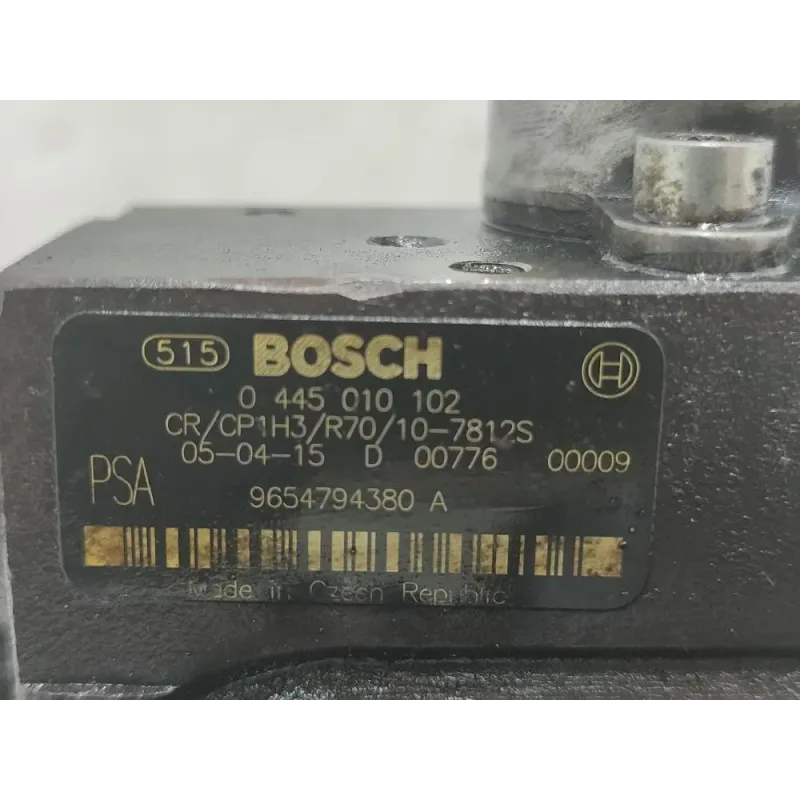 515 BOSCH
0 445 010 102
CR/CP1H3/R70/10-7812S
05-04-15 D 00776 00009
PSA 9654794380 A
Made in Czech Republic